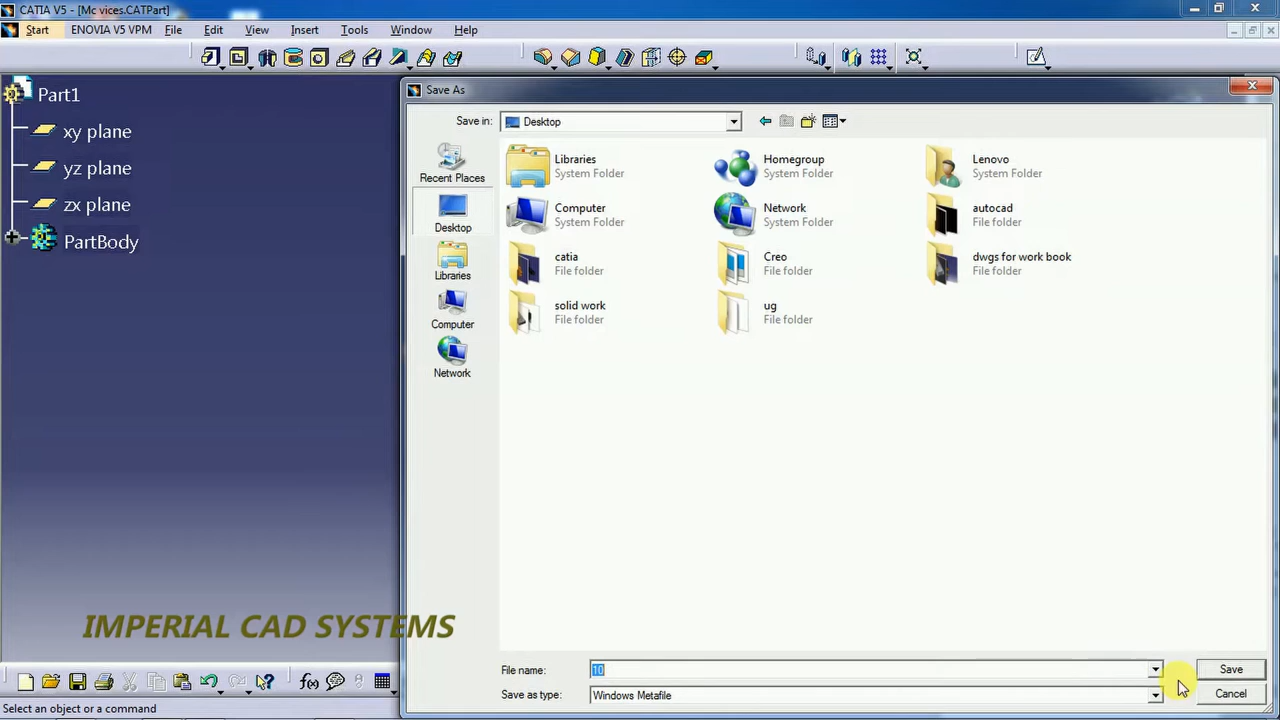 CATIA V5 - [Mc vices.CATPart]
Start ENOVIA V5 VPM File Edit View Insert Tools Window Help
Part1
xy plane
yz plane
zx plane
PartBody
Save As
Save in: Desktop
Recent Places
Desktop
Libraries
Computer
Network
Libraries
System Folder
Homegroup
System Folder
Lenovo
System Folder
Computer
System Folder
Network
System Folder
autocad
File folder
catia
File folder
Creo
File folder
dwgs for work book
File folder
solid work
File folder
ug
File folder
IMPERIAL CAD SYSTEMS
File name: 10
Save
Save as type: Windows Metafile
Cancel
f(x)
Select an object or a command